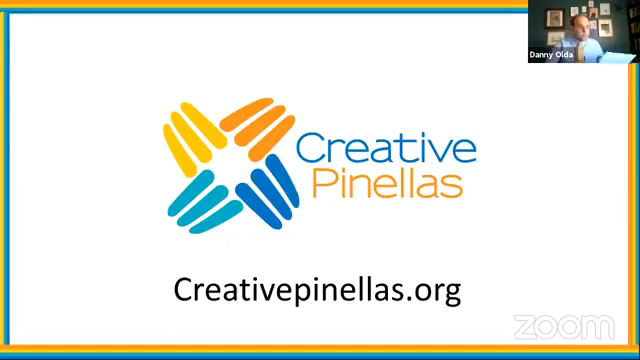 Danny Olda
Creative
Pinellas
Creativepinellas.org
zoom